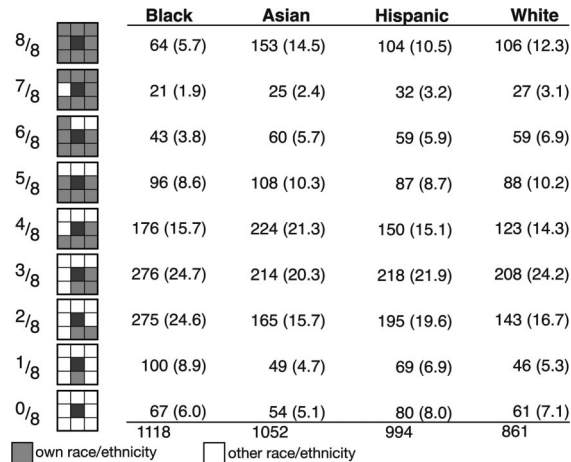 Black Asian Hispanic White
8/8 64 (5.7) 153 (14.5) 104 (10.5) 106 (12.3)
7/8 21 (1.9) 25 (2.4) 32 (3.2) 27 (3.1)
6/8 43 (3.8) 60 (5.7) 59 (5.9) 59 (6.9)
5/8 96 (8.6) 108 (10.3) 87 (8.7) 88 (10.2)
4/8 176 (15.7) 224 (21.3) 150 (15.1) 123 (14.3)
3/8 276 (24.7) 214 (20.3) 218 (21.9) 208 (24.2)
2/8 275 (24.6) 165 (15.7) 195 (19.6) 143 (16.7)
1/8 100 (8.9) 49 (4.7) 69 (6.9) 46 (5.3)
0/8 67 (6.0) 54 (5.1) 80 (8.0) 61 (7.1)
1118 1052 994 861
own race/ethnicity other race/ethnicity